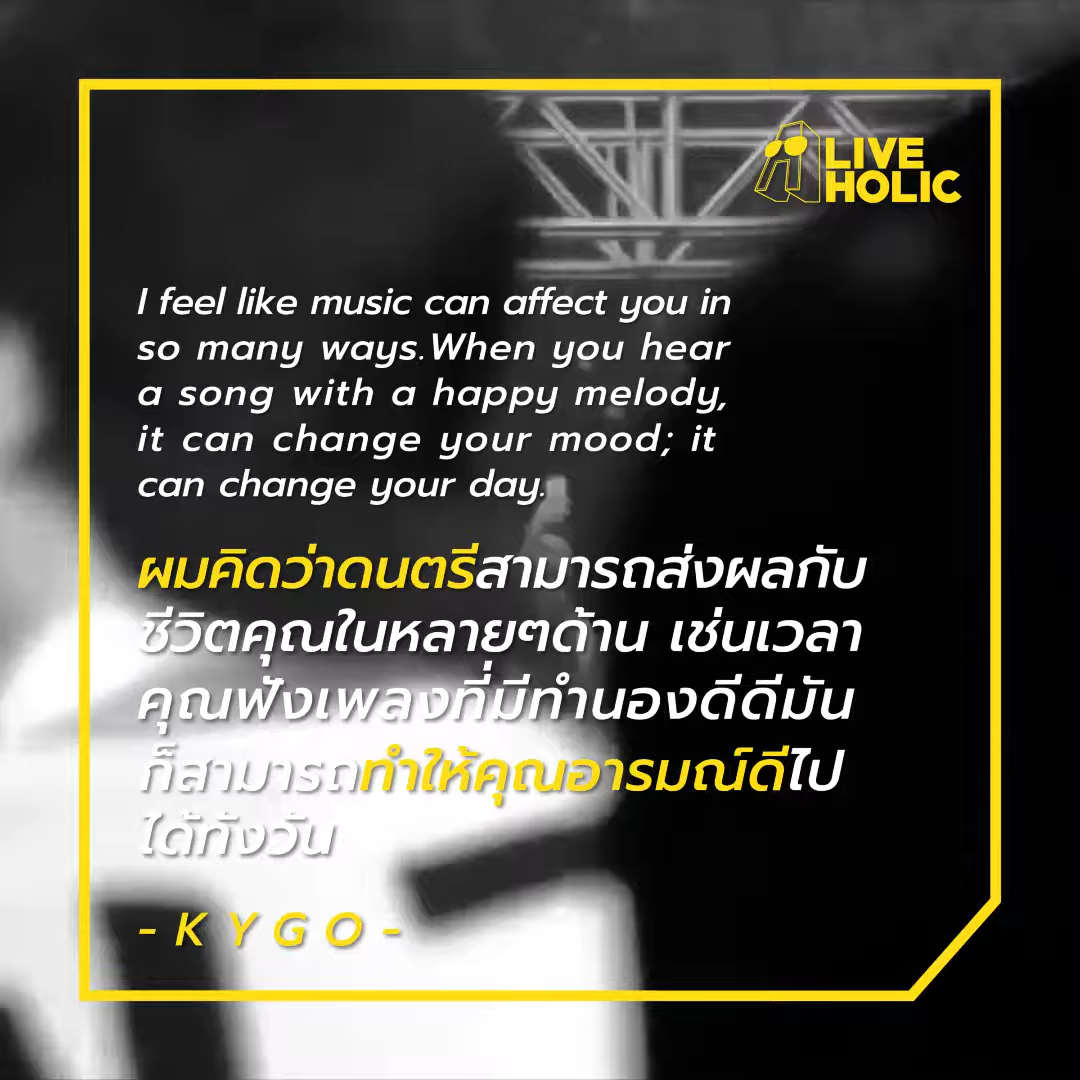 LIVE
HOLIC
I feel like music can affect you in
so many ways.When you hear
a song with a happy melody,
it can change your mood; it
can change your day.
ผมคิดว่าดนตรีสามารถส่งผลกับ
ชีวิตคุณในหลายๆด้าน เช่นเวลา
คุณฟังเพลงที่มีทำนองดีดีมัน
ก็สามารถทำให้คุณอารมณ์ดีไป
ได้ทังวัน
- K Y G O -